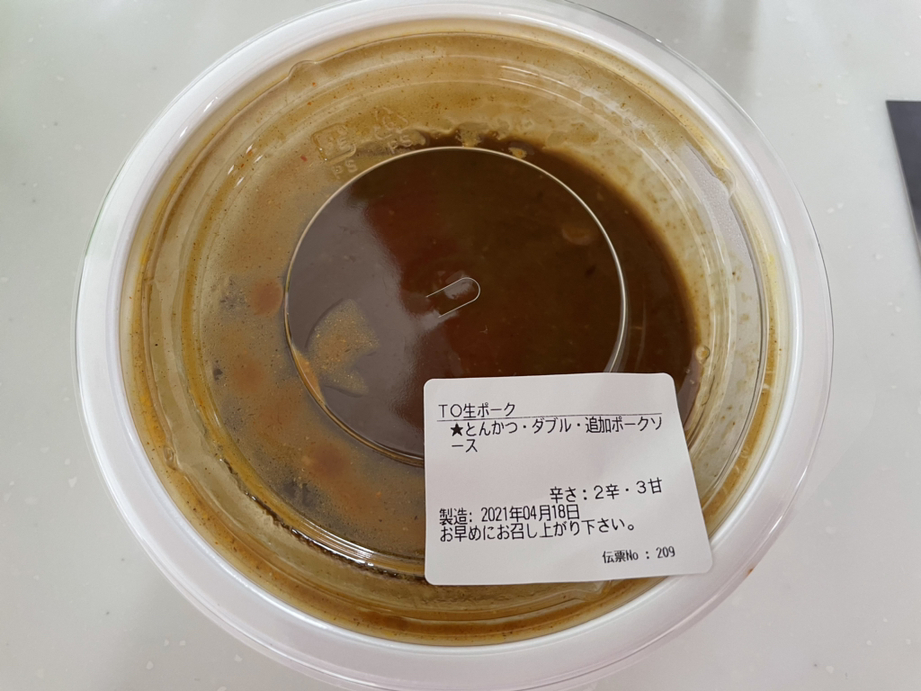 PE
PS
TO生ポーク
★とんかつ・ダブル・追加ポークソ
ース
辛さ:2辛・3甘
製造: 2021年04月18日
お早めにお召し上がり下さい。
伝票No : 209